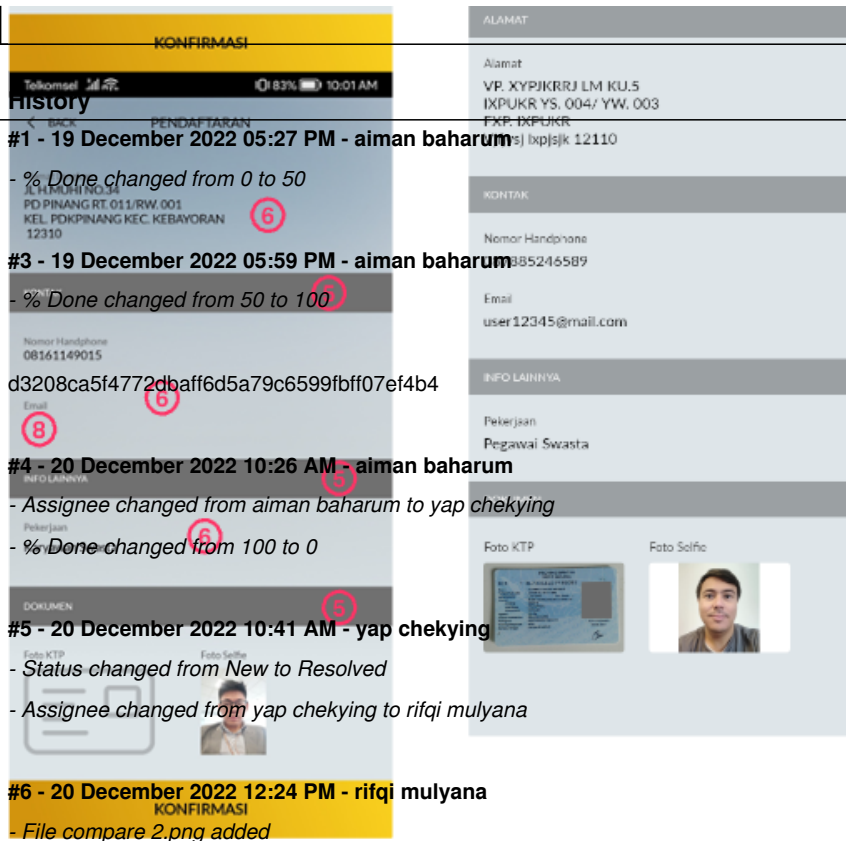 KONFIRMASI
Telkomsel 83% 10:01 AM
History
BACK PENDAFTARAN
#1 - 19 December 2022 05:27 PM - aiman baharum
- % Done changed from 0 to 50
JL H.MUHI NO.34
PD PINANG RT. 011/RW. 001
KEL. PDKPINANG KEC. KEBAYORAN
12310
6
#3 - 19 December 2022 05:59 PM - aiman baharum
- % Done changed from 50 to 100
5
Nomor Handphone
08161149015
d3208ca5f4772dbaff6d5a79c6599fbff07ef4b4
6
Email
8
#4 - 20 December 2022 10:26 AM - aiman baharum
INFO LAINNYA
5
- Assignee changed from aiman baharum to yap chekying
Pekerjaan
6
- % Done changed from 100 to 0
DOKUMEN
5
#5 - 20 December 2022 10:41 AM - yap chekying
Foto KTP Foto Selfie
- Status changed from New to Resolved
- Assignee changed from yap chekying to rifqi mulyana
#6 - 20 December 2022 12:24 PM - rifqi mulyana
KONFIRMASI
- File compare 2.png added
ALAMAT
Alamat
VP. XYPJKRRJ LM KU.5
IXPUKR YS. 004/ YW. 003
FXP. IXPUKR
Ixpjsjk 12110
KONTAK
Nomor Handphone
885246589
Email
user12345@mail.com
INFO LAINNYA
Pekerjaan
Pegawai Swasta
Foto KTP Foto Selfie